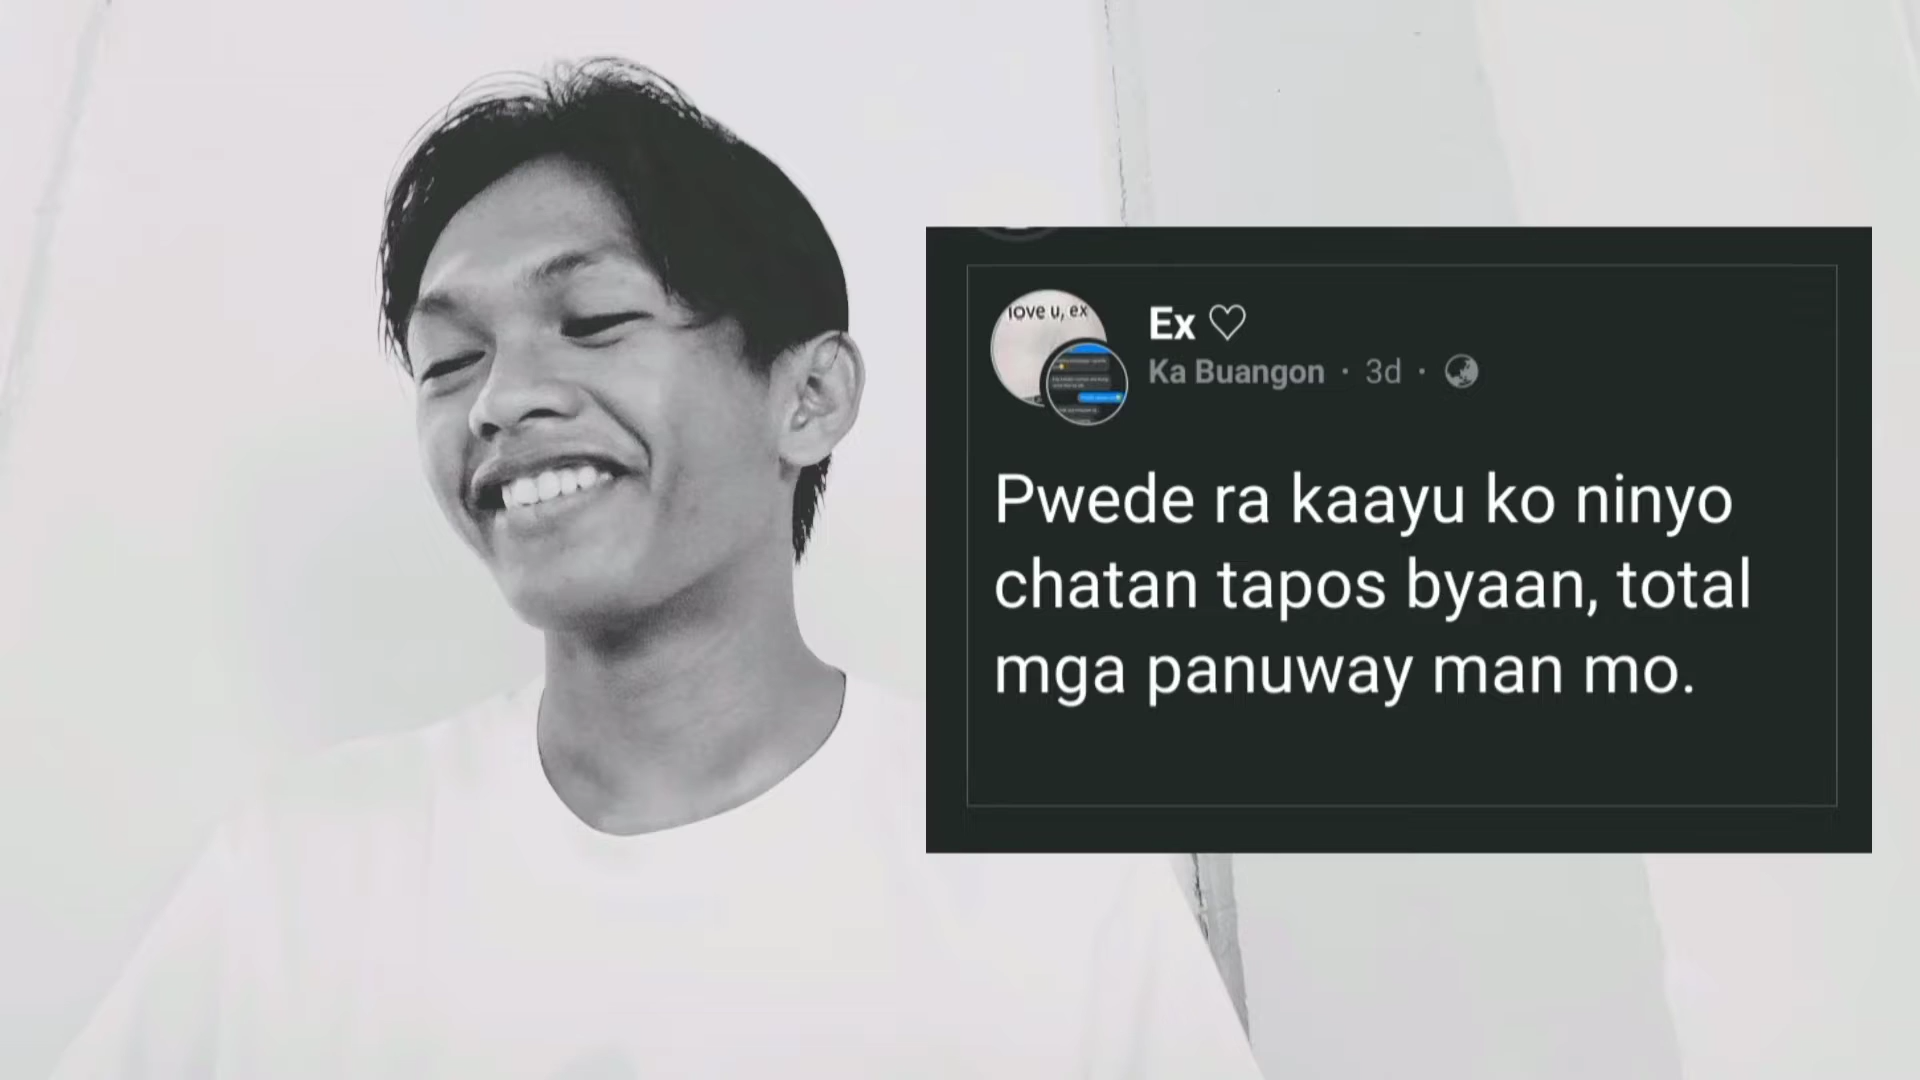 love u, ex
Ex ♡
Ka Buangon · 3d ·
Pwede ra kaayu ko ninyo
chatan tapos byaan, total
mga panuway man mo.